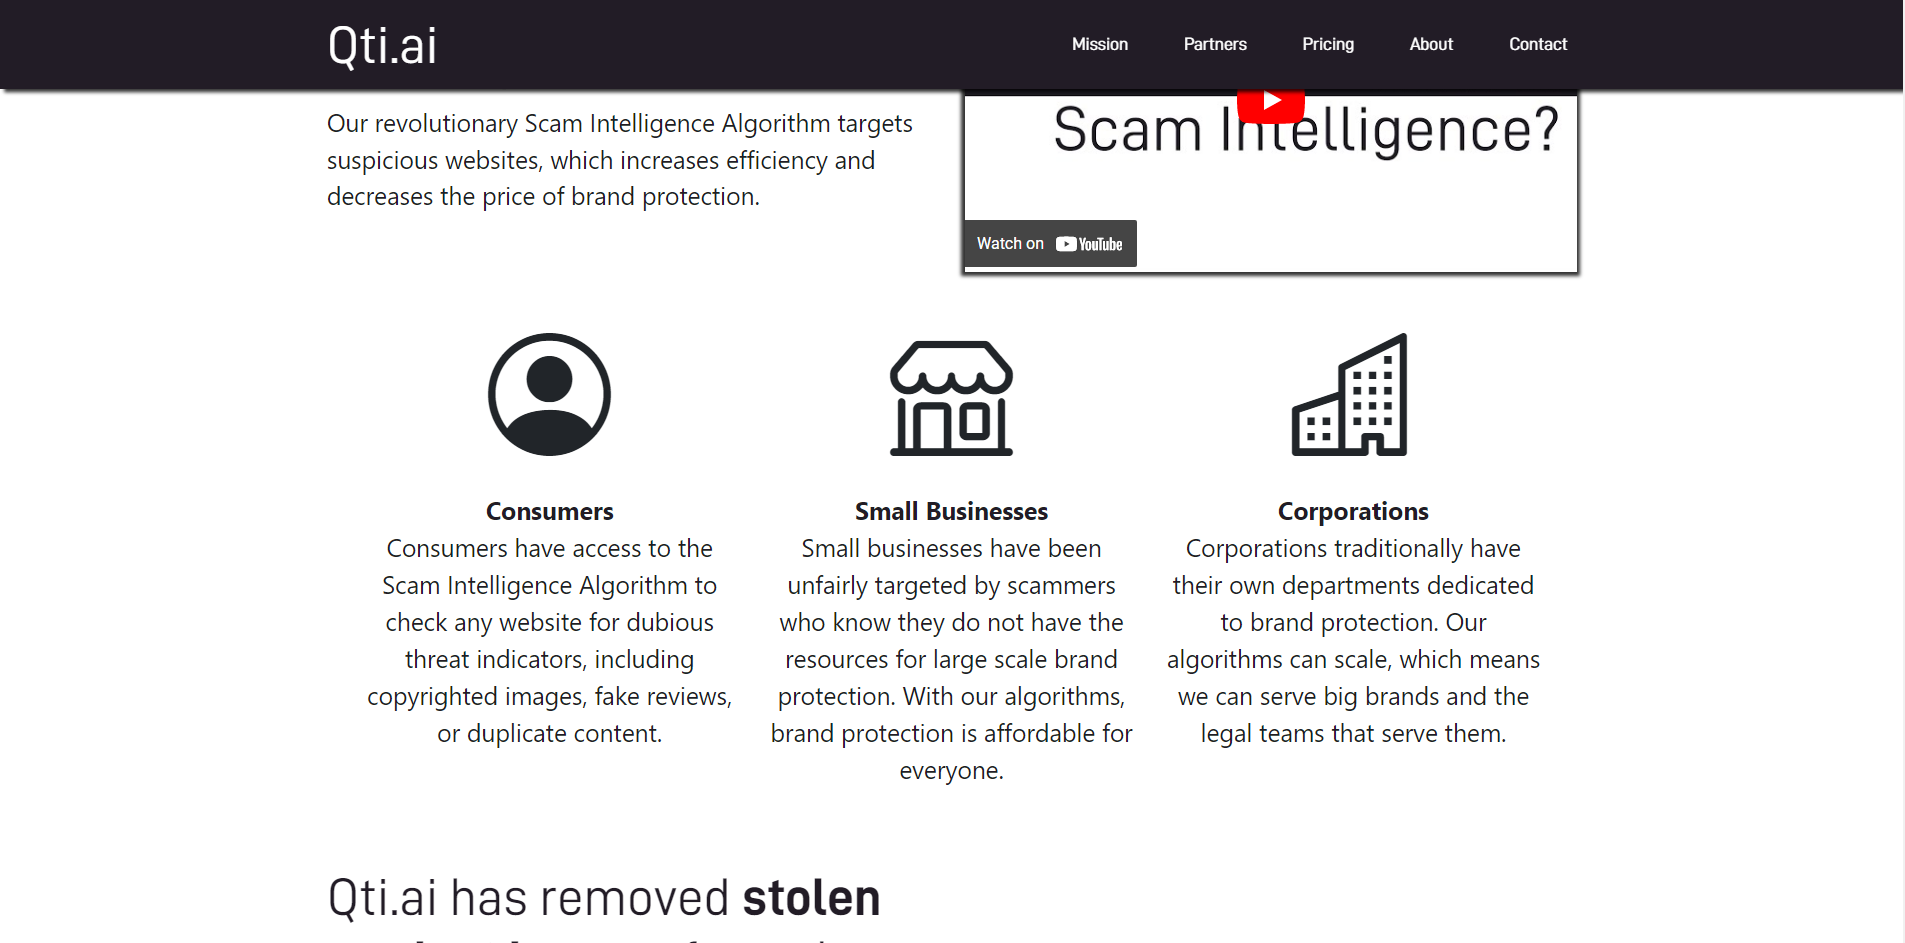 Qti.ai
Mission
Partners
Pricing
About
Contact
Our revolutionary Scam Intelligence Algorithm targets
suspicious websites, which increases efficiency and
decreases the price of brand protection.
Scam Intelligence?
Watch on YouTube
Consumers
Consumers have access to the
Scam Intelligence Algorithm to
check any website for dubious
threat indicators, including
copyrighted images, fake reviews,
or duplicate content.
Small Businesses
Small businesses have been
unfairly targeted by scammers
who know they do not have the
resources for large scale brand
protection. With our algorithms,
brand protection is affordable for
everyone.
Corporations
Corporations traditionally have
their own departments dedicated
to brand protection. Our
algorithms can scale, which means
we can serve big brands and the
legal teams that serve them.
Qti.ai has removed stolen